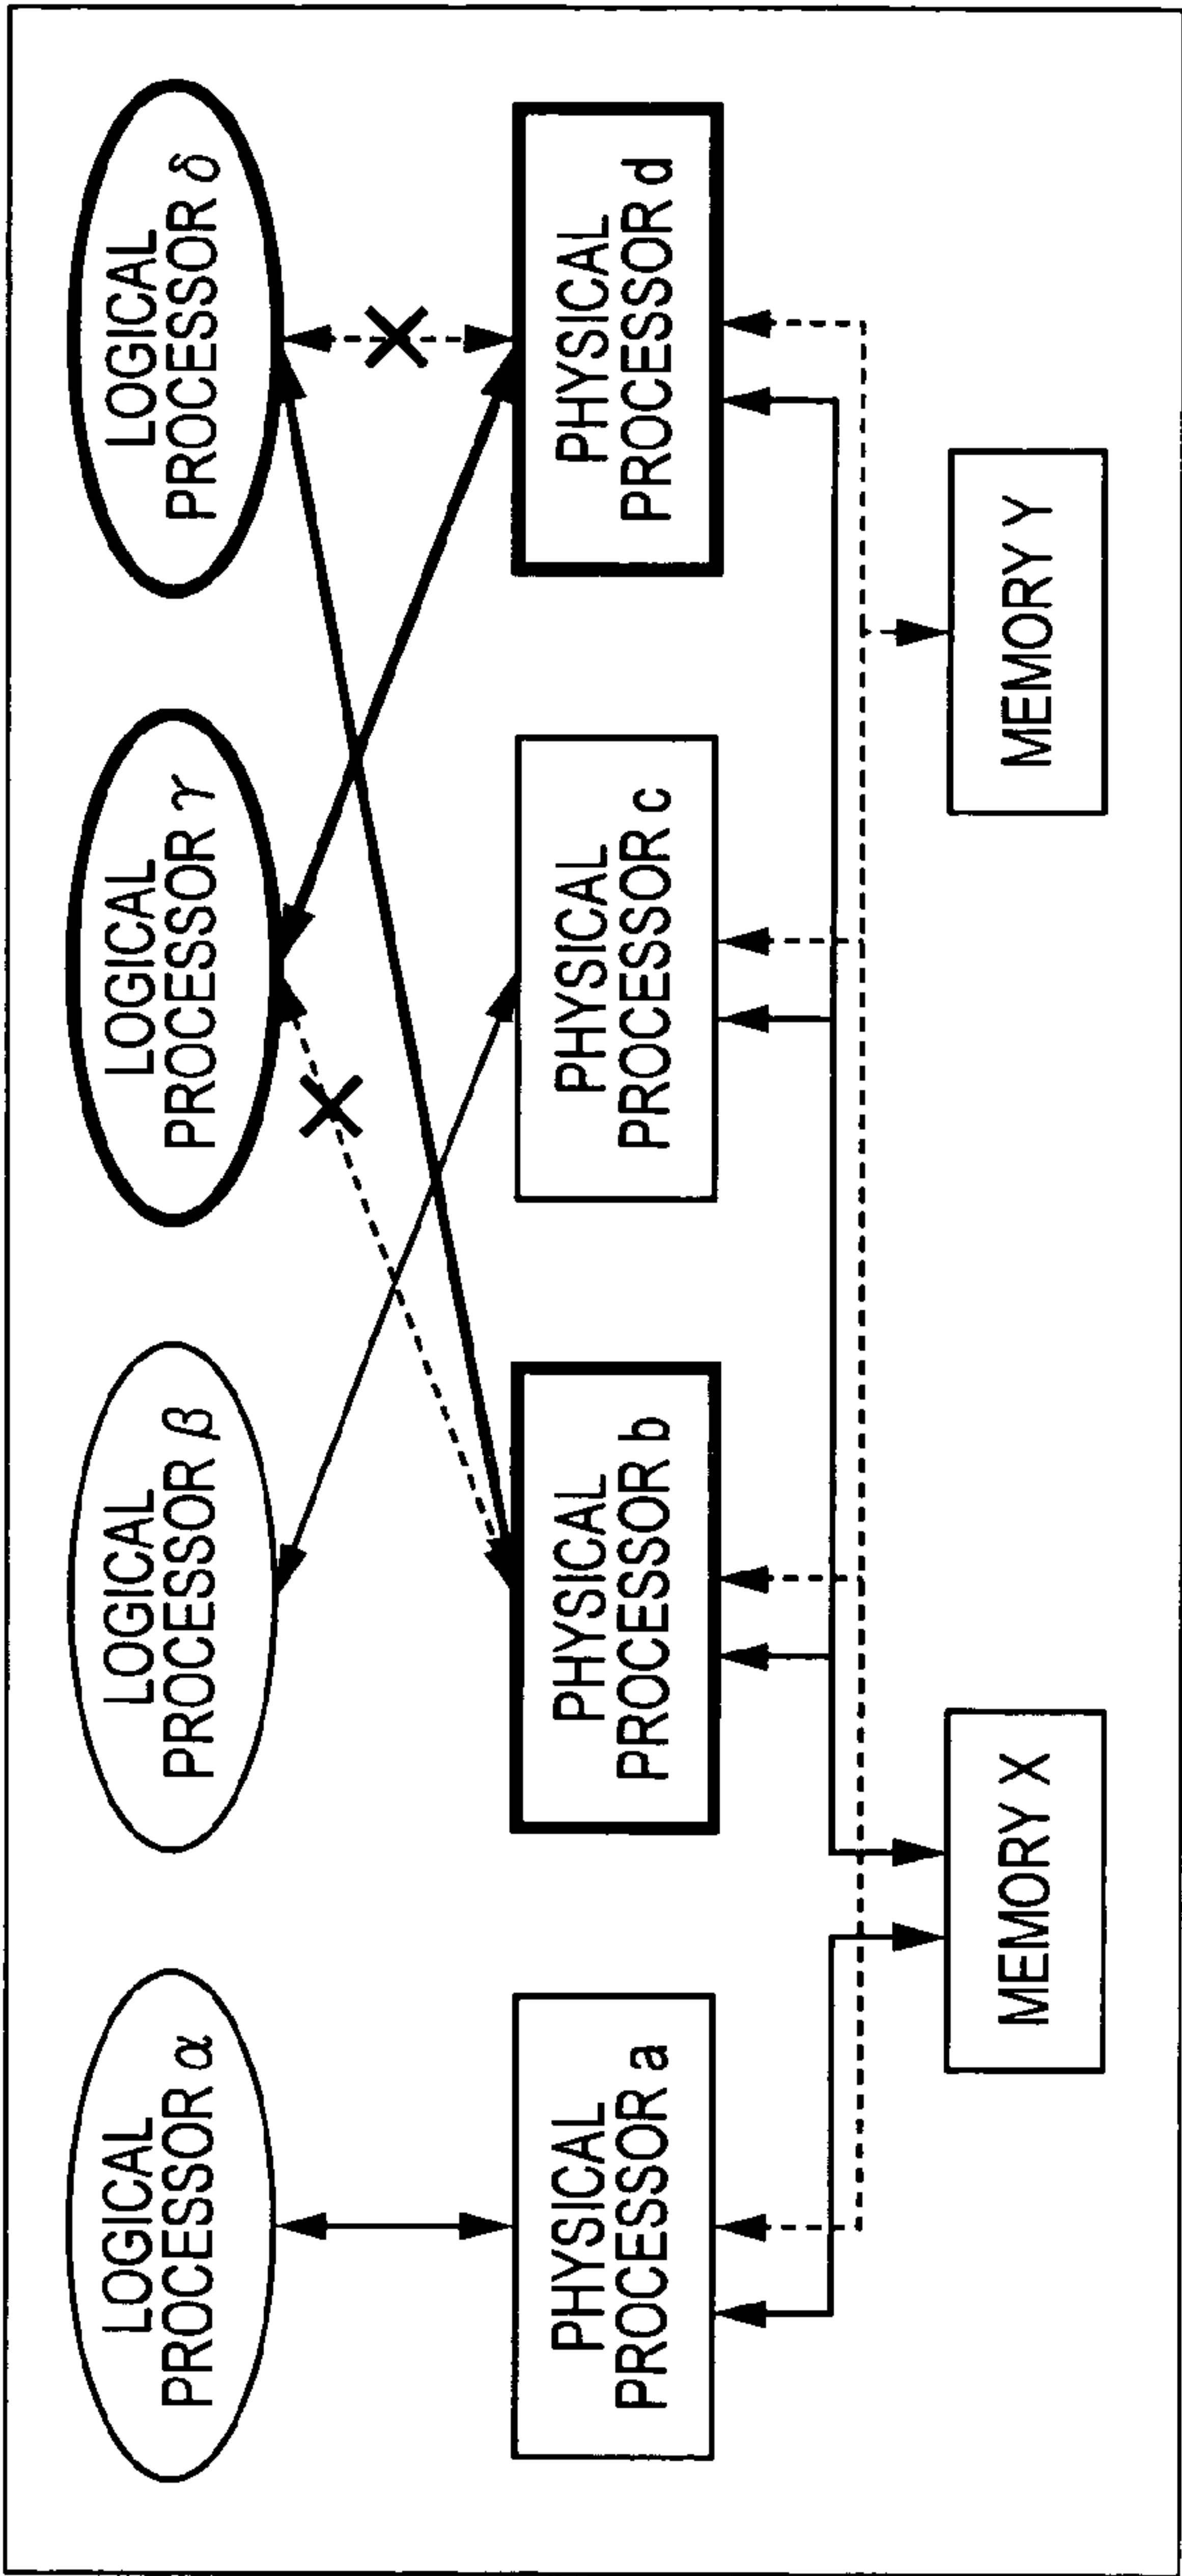 LOGICAL
PROCESSOR α
LOGICAL
PROCESSOR β
LOGICAL
PROCESSOR γ
LOGICAL
PROCESSOR δ
PHYSICAL
PROCESSOR a
PHYSICAL
PROCESSOR b
PHYSICAL
PROCESSOR c
PHYSICAL
PROCESSOR d
MEMORY X
MEMORY Y